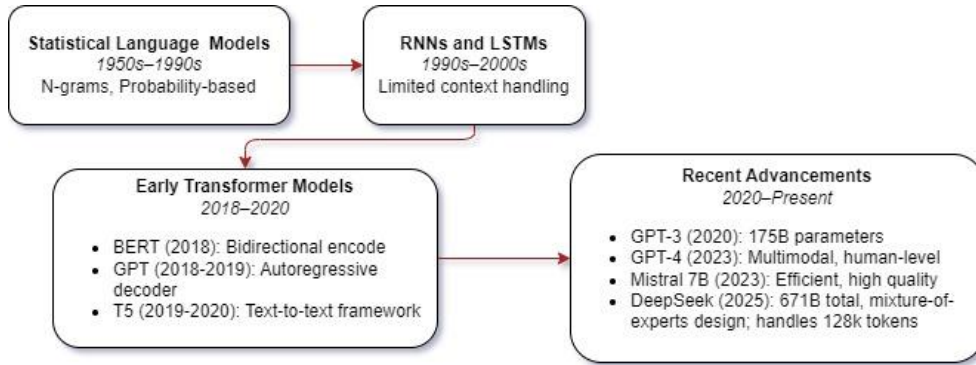 Statistical Language Models
1950s–1990s
N-grams, Probability-based
RNNs and LSTMs
1990s–2000s
Limited context handling
Early Transformer Models
2018–2020
• BERT (2018): Bidirectional encode
• GPT (2018-2019): Autoregressive
decoder
• T5 (2019-2020): Text-to-text framework
Recent Advancements
2020–Present
• GPT-3 (2020): 175B parameters
• GPT-4 (2023): Multimodal, human-level
• Mistral 7B (2023): Efficient, high quality
• DeepSeek (2025): 671B total, mixture-of-
experts design; handles 128k tokens